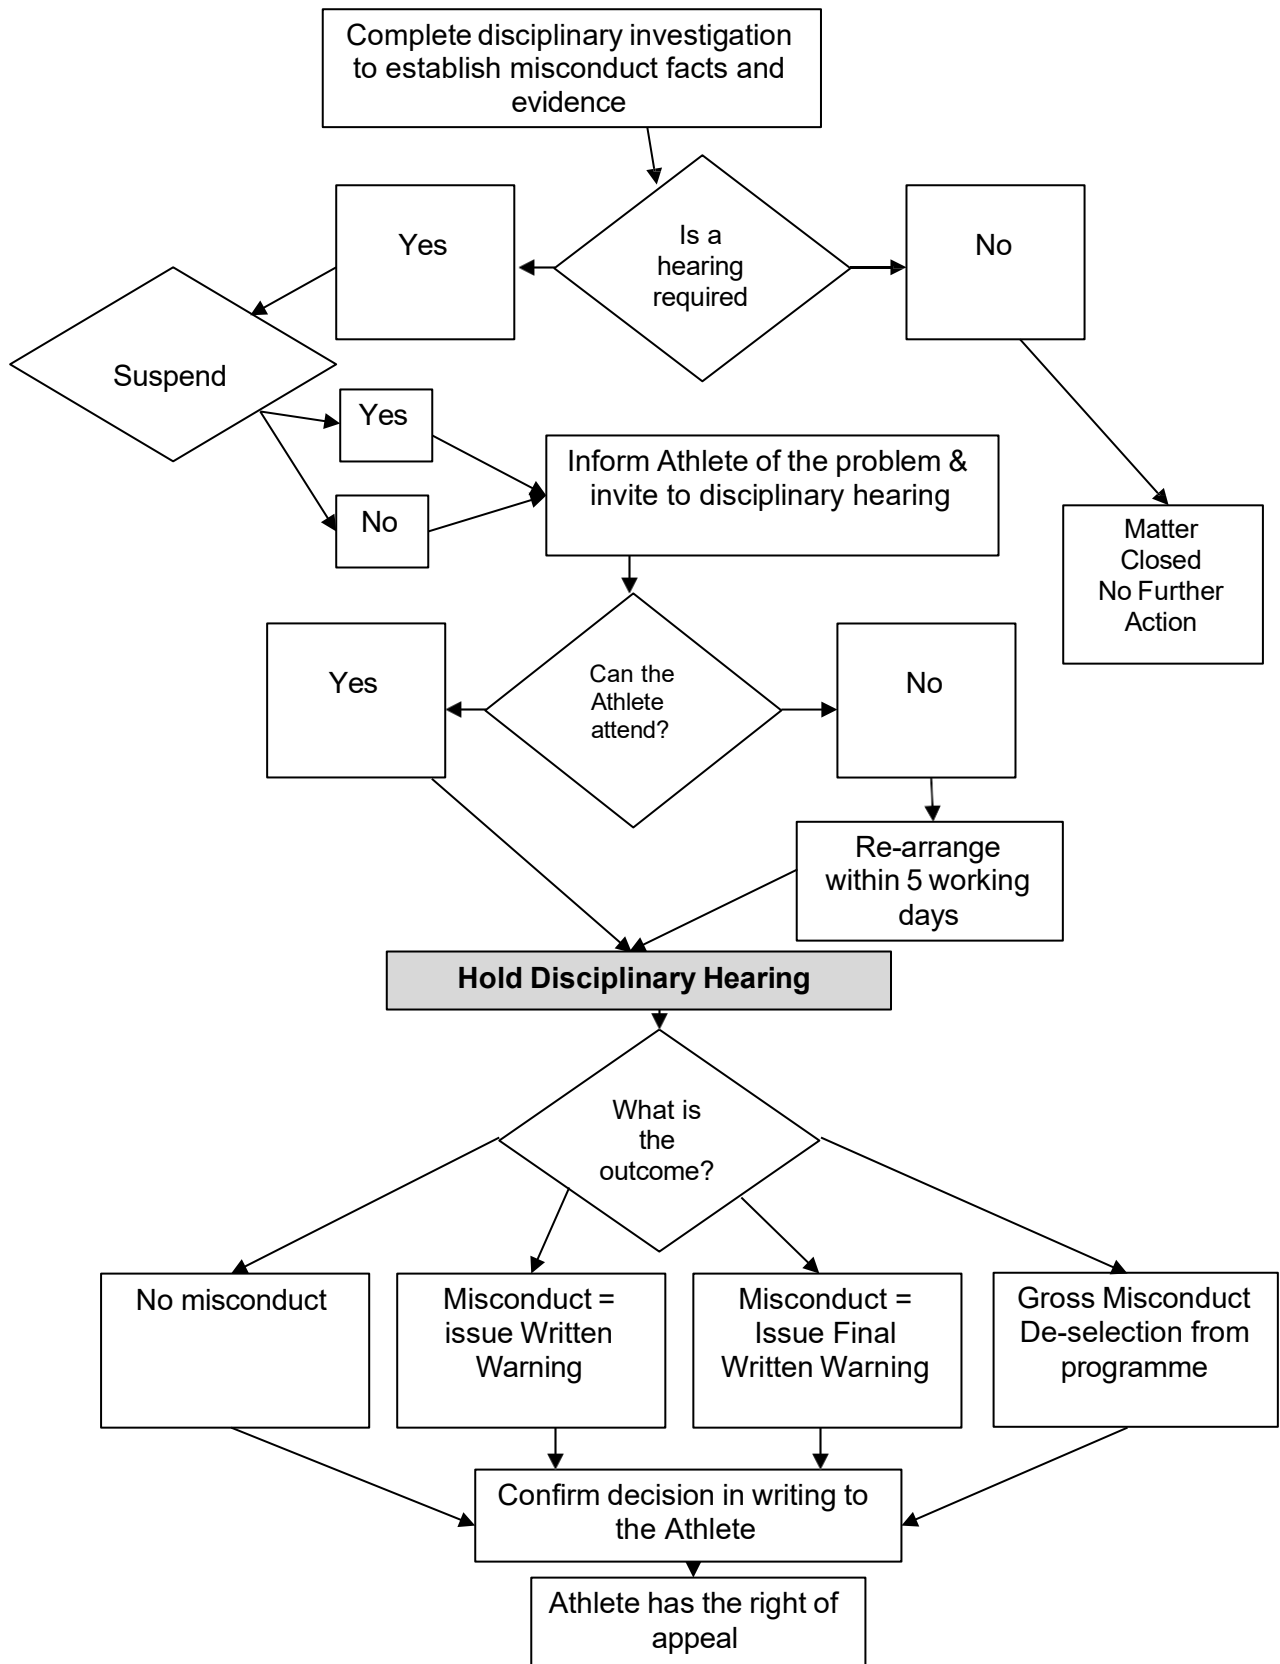 Complete disciplinary investigation
to establish misconduct facts and
evidence
Is a
hearing
required
Yes
No
Suspend
Yes
No
Inform Athlete of the problem &
invite to disciplinary hearing
Matter
Closed
No Further
Action
Can the
Athlete
attend?
Yes
No
Re-arrange
within 5 working
days
Hold Disciplinary Hearing
What is
the
outcome?
No misconduct
Misconduct =
issue Written
Warning
Misconduct =
Issue Final
Written Warning
Gross Misconduct
De-selection from
programme
Confirm decision in writing to
the Athlete
Athlete has the right of
appeal